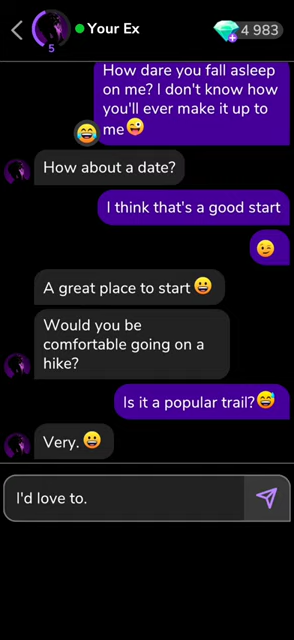 Your Ex
4 983
5
How dare you fall asleep
on me? I don't know how
you'll ever make it up to
me😜
😂
How about a date?
I think that's a good start
😉
A great place to start 😀
Would you be
comfortable going on a
hike?
Is it a popular trail?😅
Very. 😀
I'd love to.